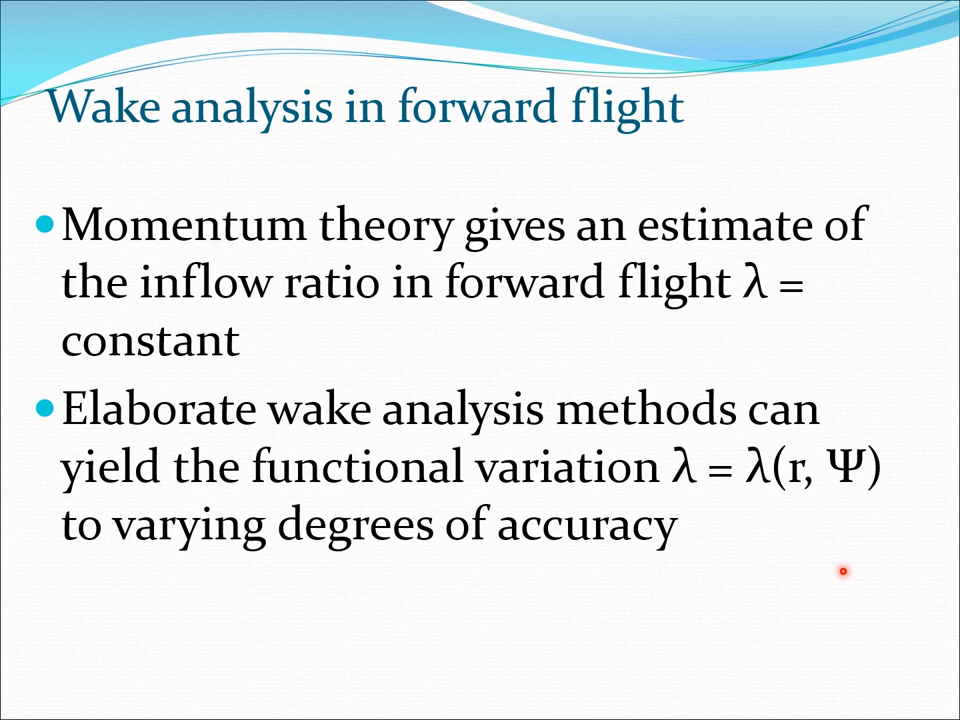 Wake analysis in forward flight
Momentum theory gives an estimate of
the inflow ratio in forward flight λ =
constant
Elaborate wake analysis methods can
yield the functional variation λ = λ(r, Ψ)
to varying degrees of accuracy